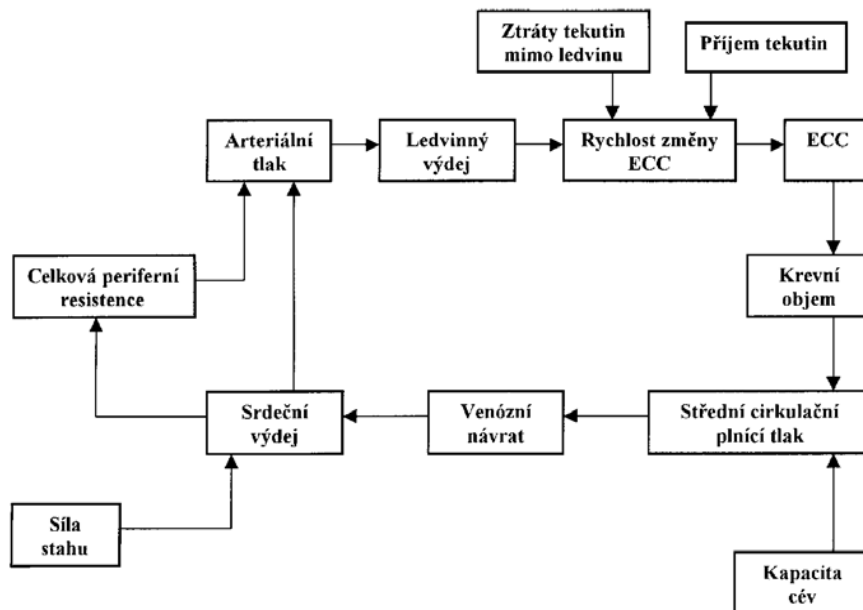 Ztráty tekutin
mimo ledvinu
Příjem tekutin
Arteriální
tlak
Ledvinný
výdej
Rychlost změny
ECC
ECC
Celková periferní
resistence
Krevní
objem
Srdeční
výdej
Venózní
návrat
Střední cirkulační
plnící tlak
Síla
stahu
Kapacita
cév